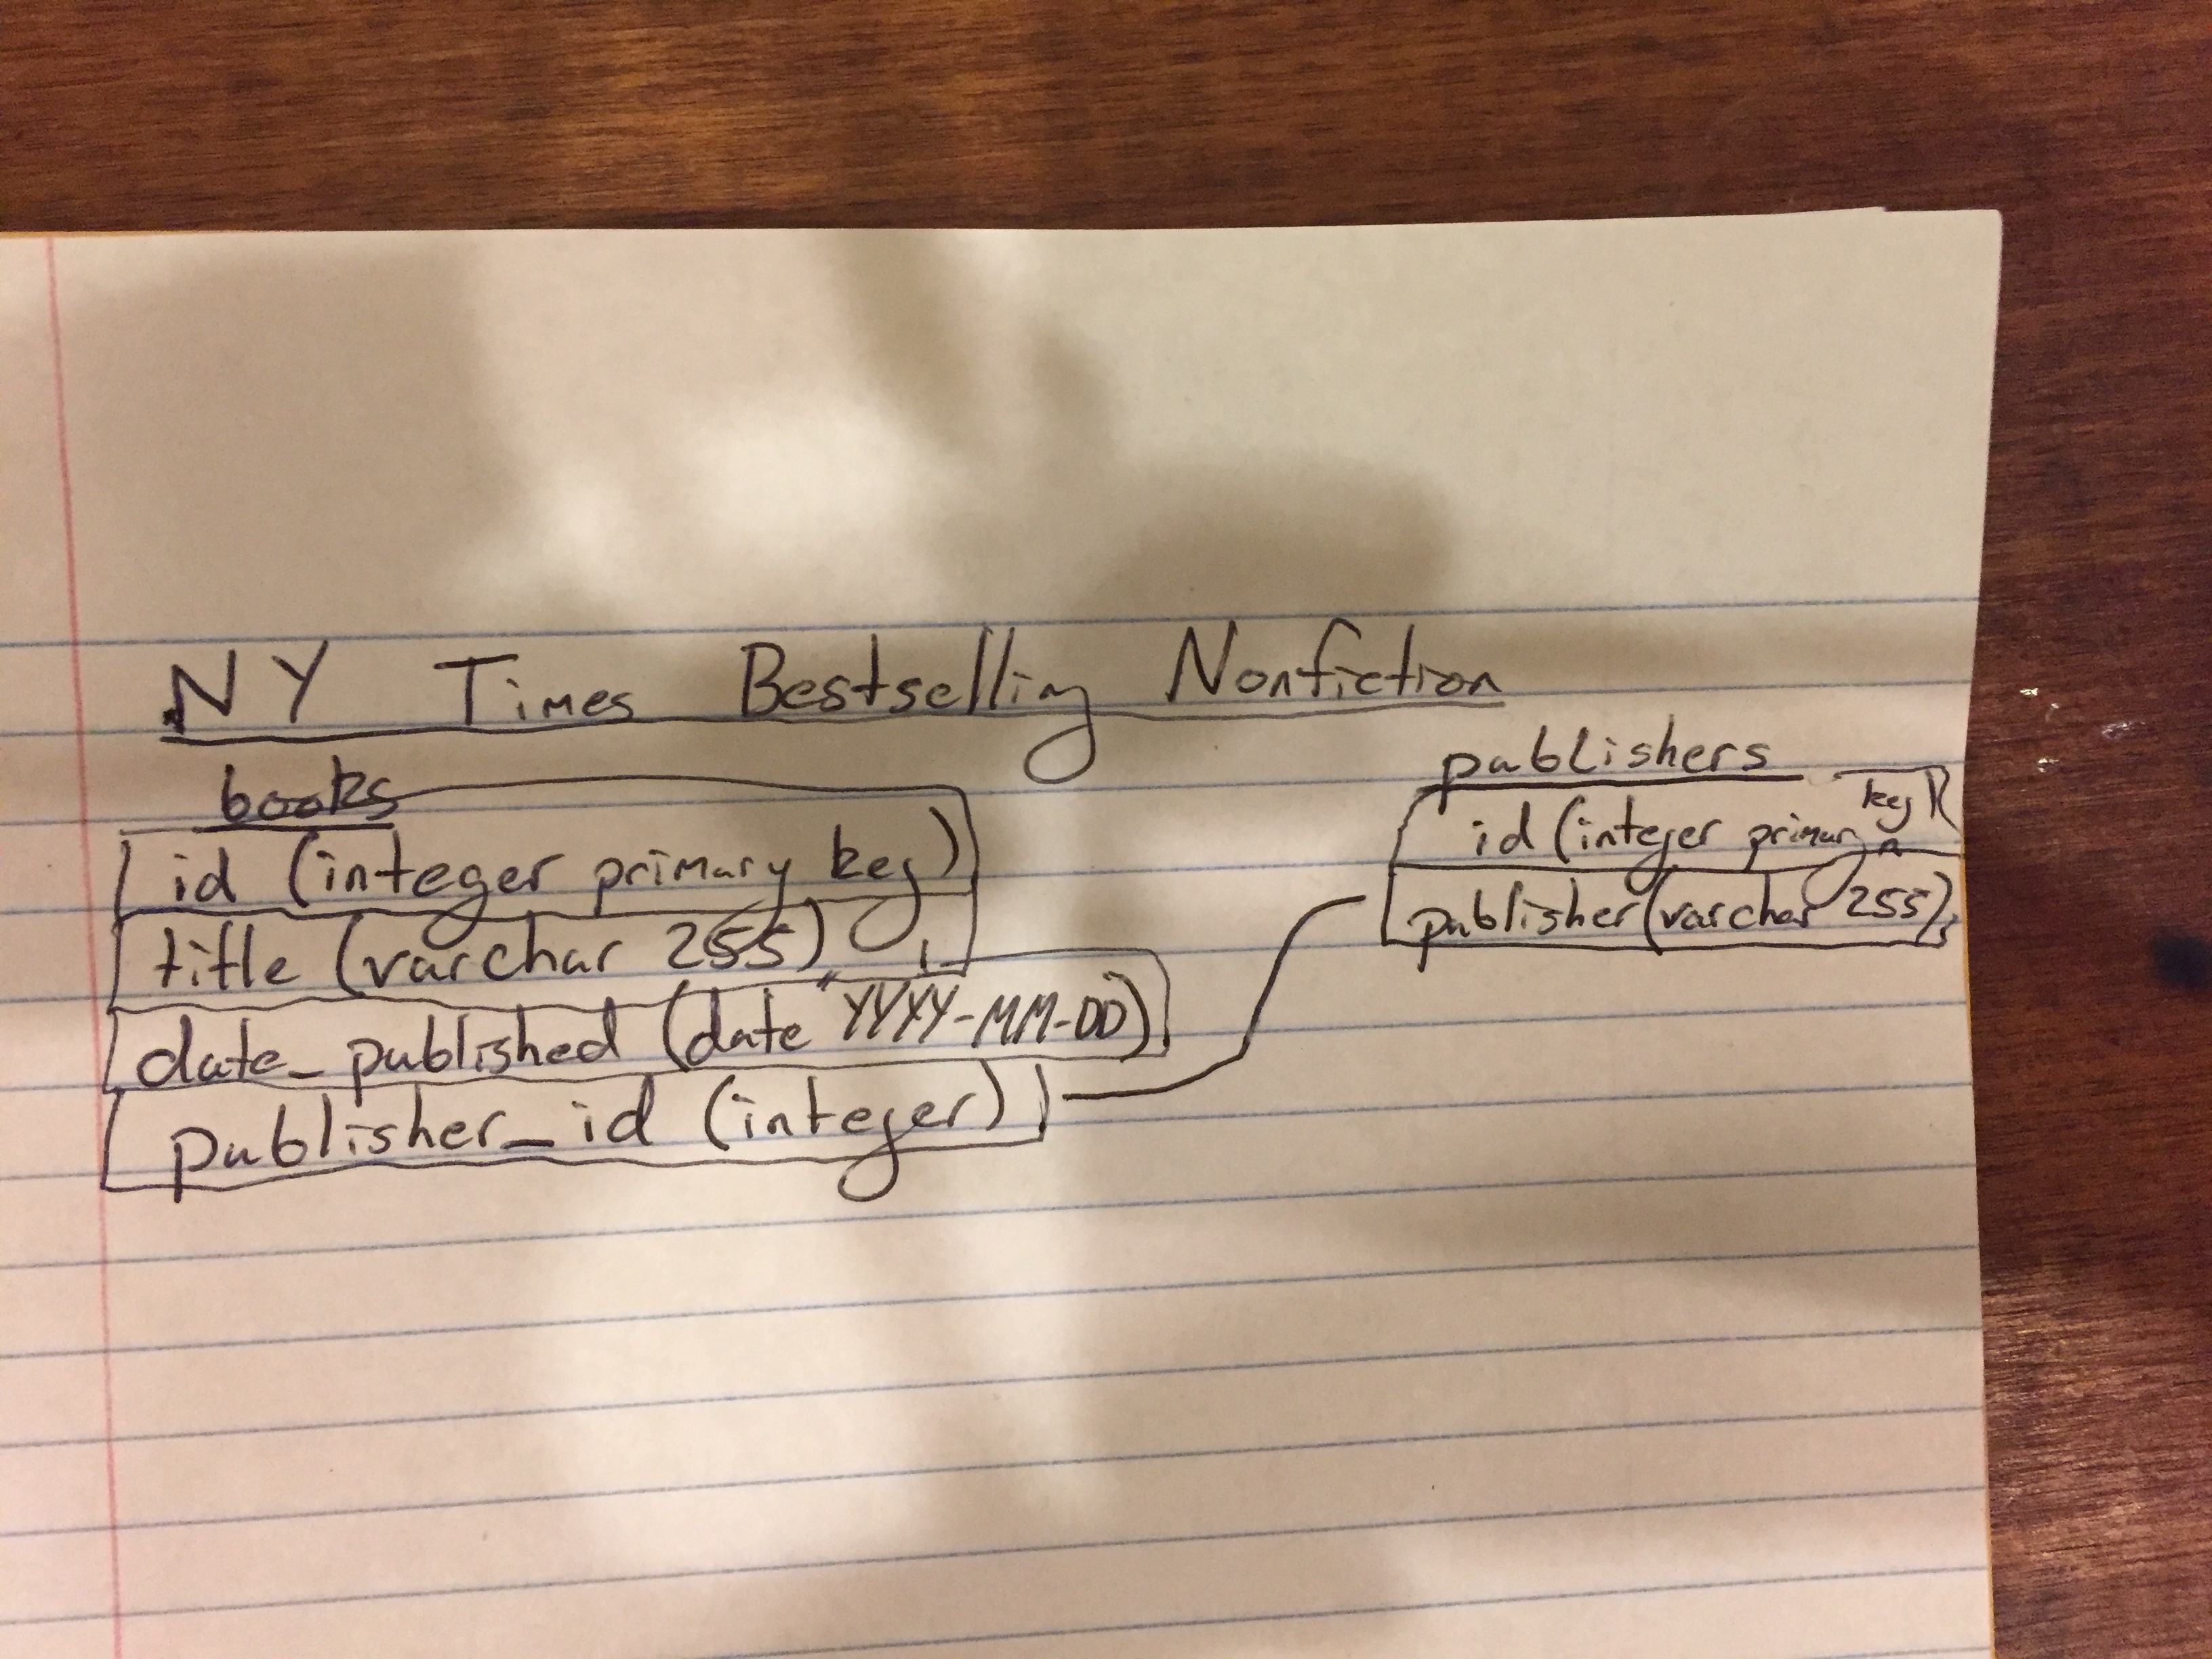 NY Times Bestselling Nonfiction
books
id (integer primary key)
title (varchar 255)
date_published (date "YYYY-MM-DD)
publisher_id (integer)
publishers
id (integer primary key)
publisher (varchar 255)